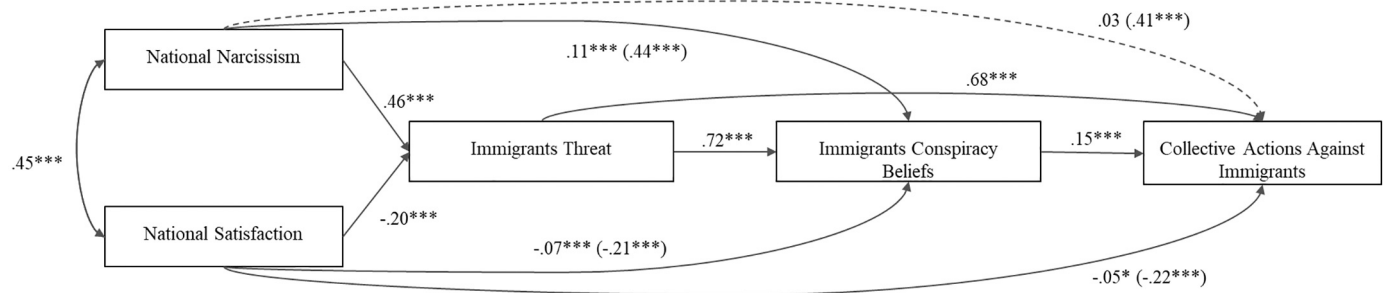 .03 (.41***)
National Narcissism
.11*** (.44***)
.68***
.46***
.45***
Immigrants Threat
.72***
Immigrants Conspiracy
Beliefs
.15***
Collective Actions Against
Immigrants
-.20***
National Satisfaction
-.07*** (-.21***)
-.05* (-.22***)